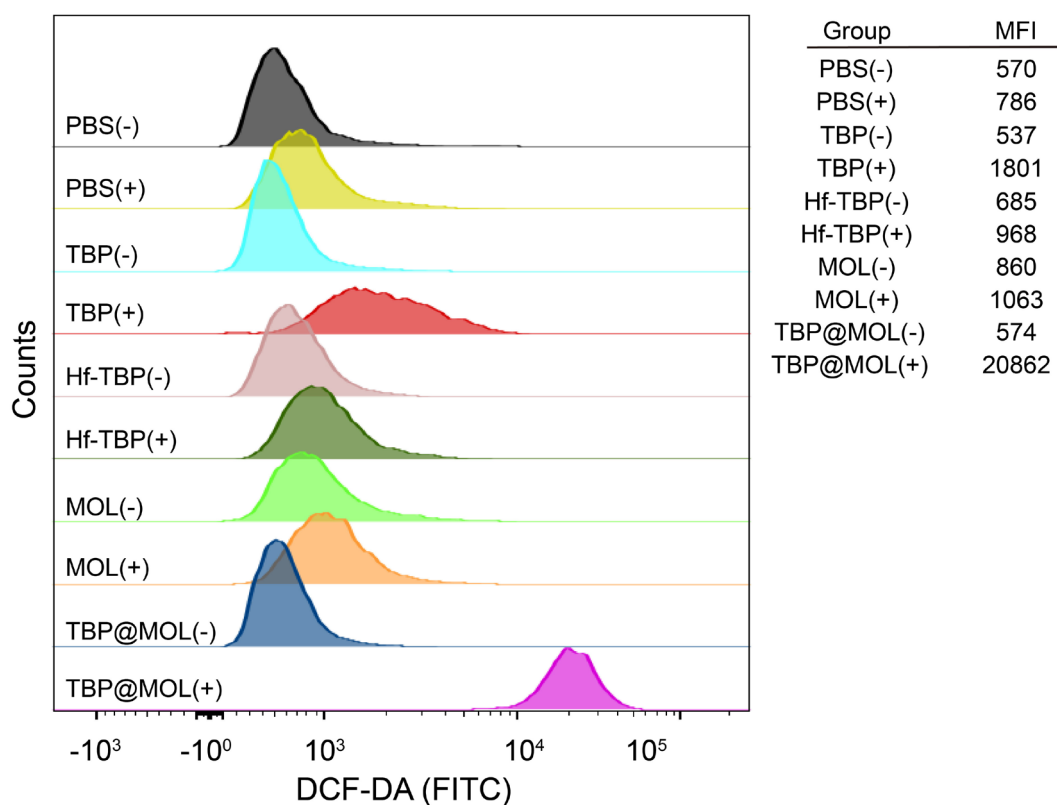 Counts
PBS(-)
PBS(+)
TBP(-)
TBP(+)
Hf-TBP(-)
Hf-TBP(+)
MOL(-)
MOL(+)
TBP@MOL(-)
TBP@MOL(+)
-10³ -10⁰ 10³ 10⁴ 10⁵
DCF-DA (FITC)
Group MFI
PBS(-) 570
PBS(+) 786
TBP(-) 537
TBP(+) 1801
Hf-TBP(-) 685
Hf-TBP(+) 968
MOL(-) 860
MOL(+) 1063
TBP@MOL(-) 574
TBP@MOL(+) 20862